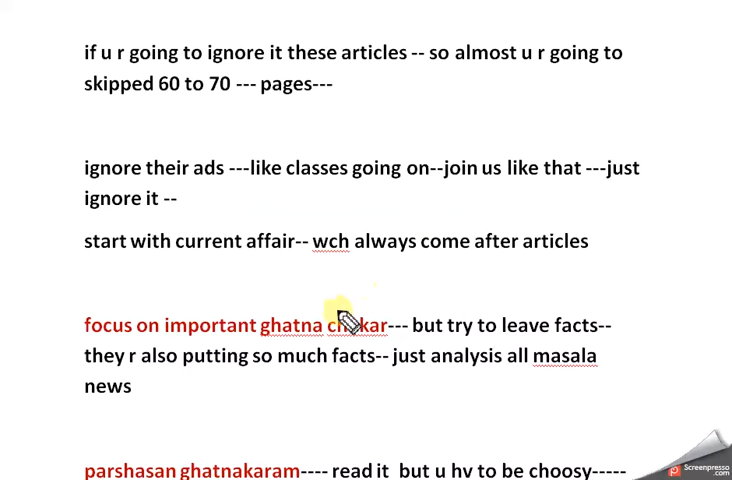 if u r going to ignore it these articles -- so almost u r going to
skipped 60 to 70 --- pages---
ignore their ads ---like classes going on--join us like that ---just
ignore it --
start with current affair-- wch always come after articles
focus on important ghatna chakar--- but try to leave facts--
they r also putting so much facts-- just analysis all masala
news
parshasan ghatnakaram---- read it but u hv to be choosy-----
Screenpresso
.com